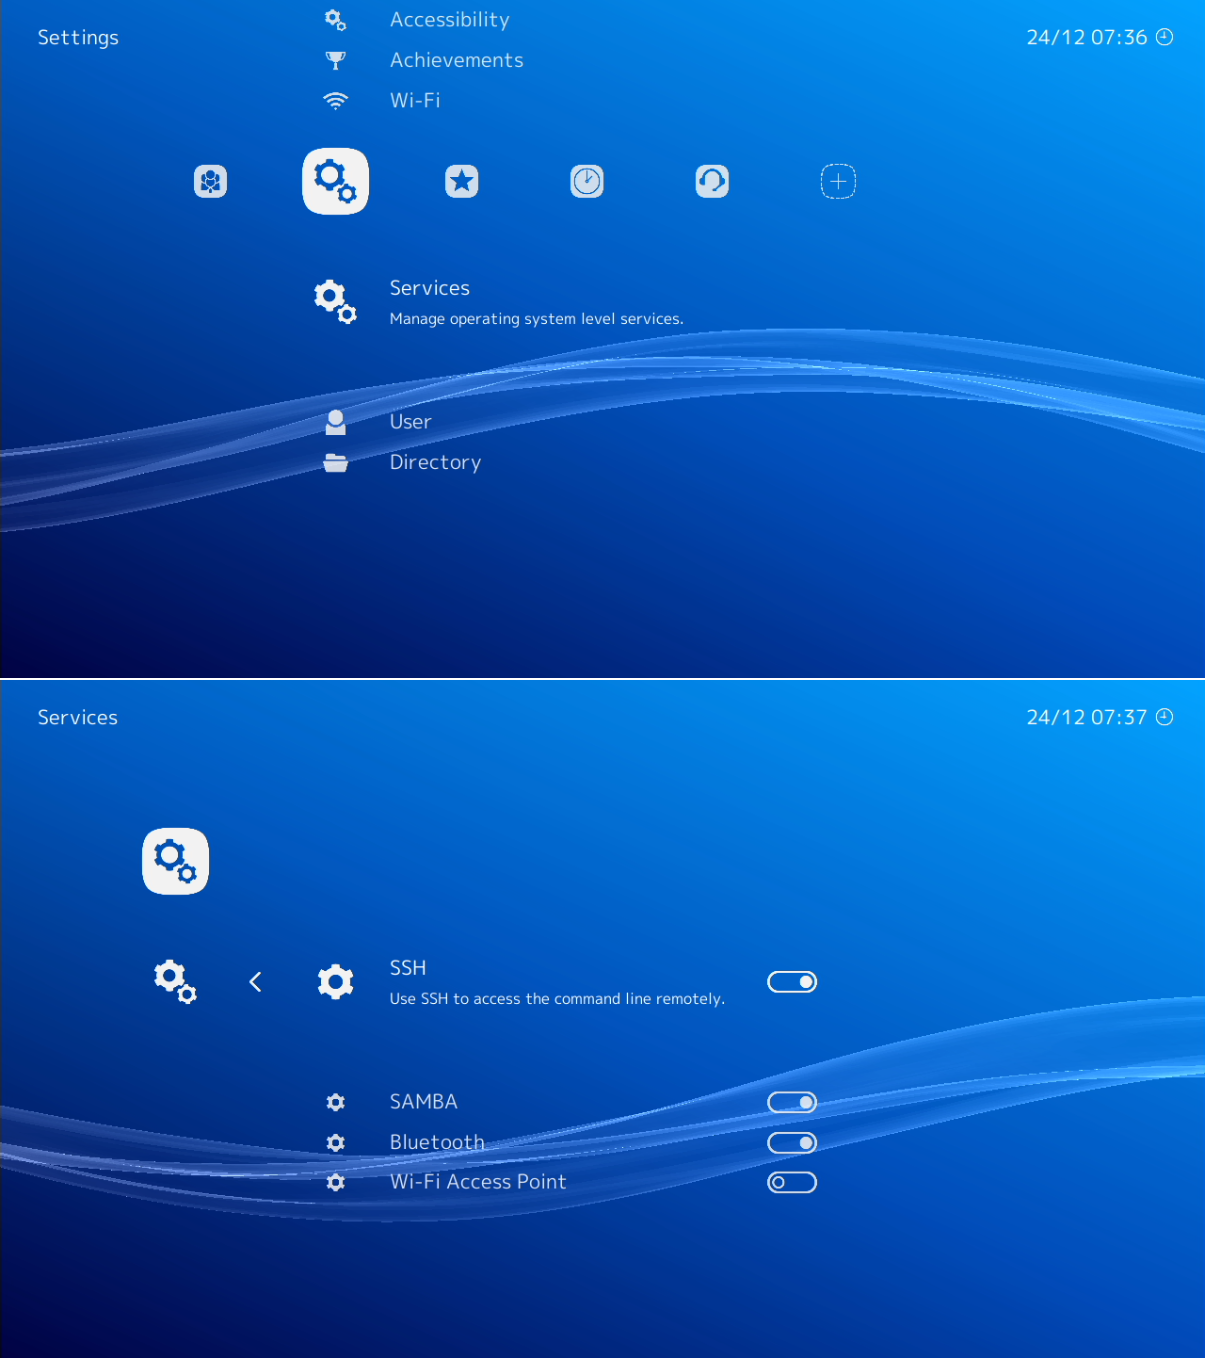 Settings
24/12 07:36
Accessibility
Achievements
Wi-Fi
Services
Manage operating system level services.
User
Directory
Services
24/12 07:37
SSH
Use SSH to access the command line remotely.
SAMBA
Bluetooth
Wi-Fi Access Point